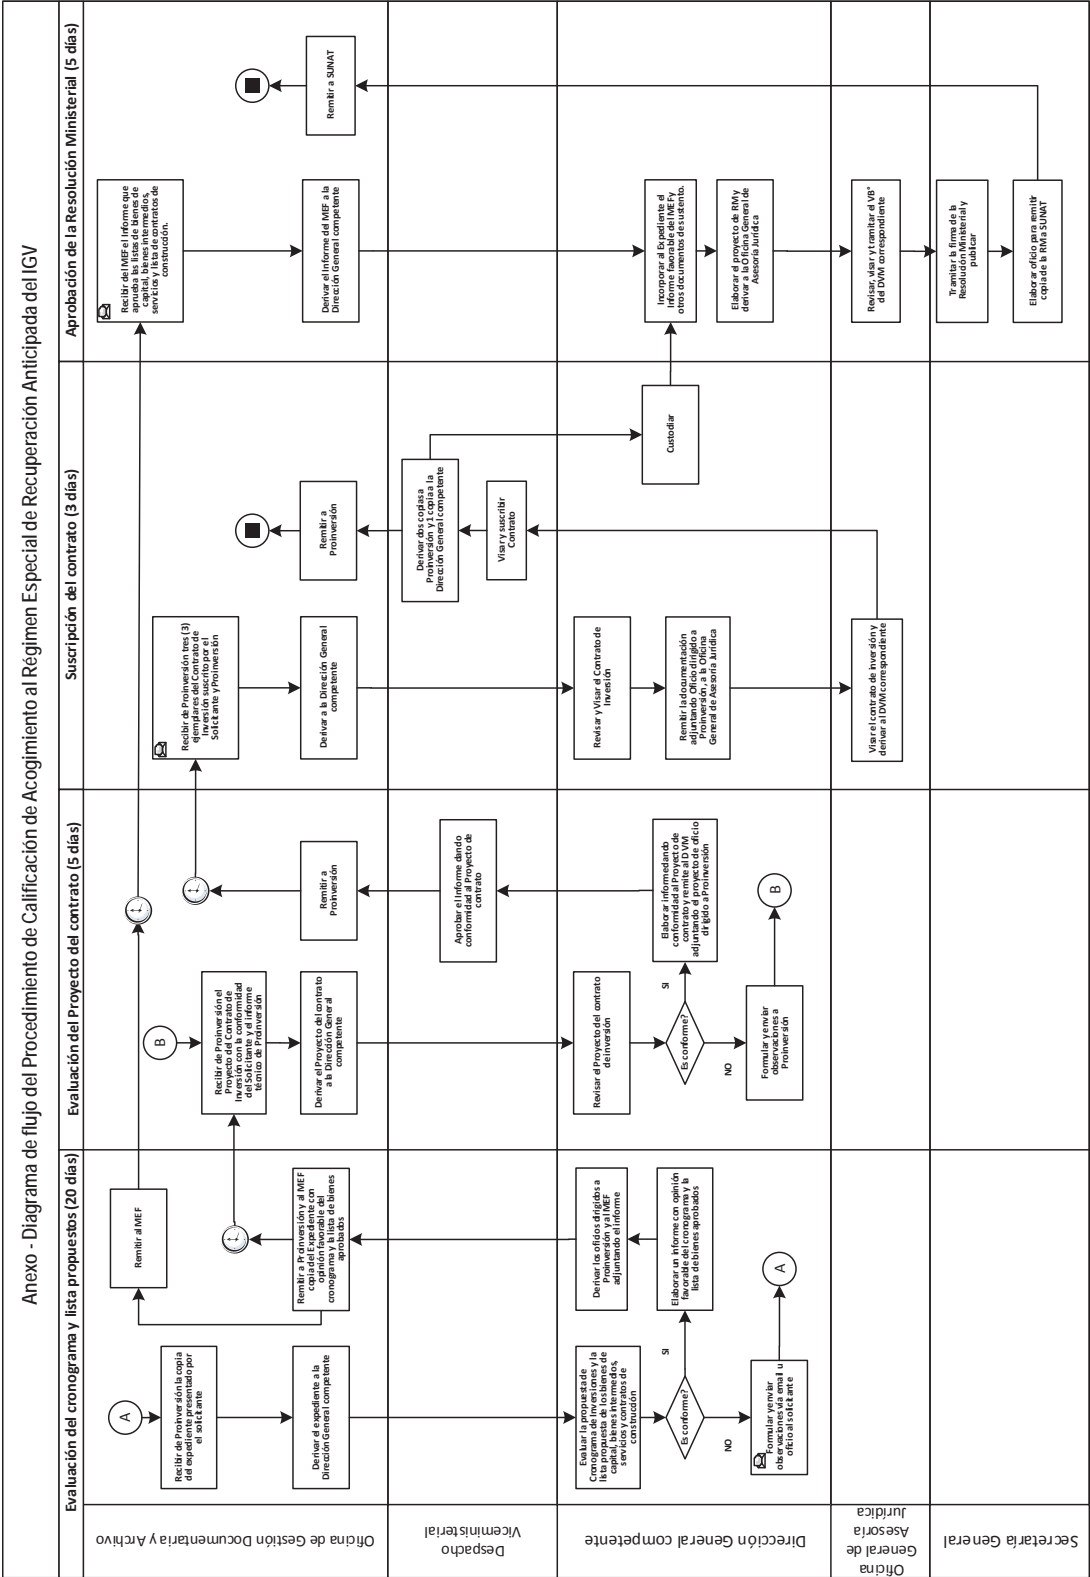 Anexo - Diagrama de flujo del Procedimiento de Calificación de Acogimiento al Régimen Especial de Recuperación Anticipada del IGV
Evaluación del cronograma y lista propuestos (20 días)
Evaluación del Proyecto del contrato (5 días)
Suscripción del contrato (3 días)
Aprobación de la Resolución Ministerial (5 días)
Oficina de Gestión Documentaria y Archivo
A
Recibir de Proinversión la copia
del expediente presentado por
el solicitante
Derivar el expediente a la
Dirección General competente
Remitir al MEF
Remitir a Proinversión y al MEF
copia del Expediente con
opinión favorable del
cronograma y la lista de bienes
aprobados
B
Recibir de Proinversión el
Proyecto del Contrato de
Inversión con la conformidad
del Solicitante y el informe
técnico de Proinversión
Derivar el Proyecto del contrato
a la Dirección General
competente
Remitir a
Proinversión
Recibir de Proinversión tres (3)
ejemplares del Contrato de
Inversión suscrito por el
Solicitante y Proinversión
Derivar a la Dirección General
competente
Remitir a
Proinversión
Recibir del MEF el Informe que
aprueba las listas de bienes de
capital, bienes intermedios,
servicios y lista de contratos de
construcción.
Derivar el Informe del MEF a la
Dirección General competente
Remitir a SUNAT
Despacho
Viceministerial
Aprobar el Informe dando
conformidad al Proyecto de
contrato
Derivar dos copias a
Proinversión y 1 copia a la
Dirección General competente
Visar y suscribir
Contrato
Dirección General competente
Evaluar la propuesta de
Cronograma de Inversiones y la
lista propuesta de los bienes de
capital, bienes intermedios,
servicios y contratos de
construcción
Es conforme?
SI
NO
Formular y enviar
observaciones vía email u
oficio al solicitante
A
Derivar los oficios dirigidos a
Proinversión y al MEF
adjuntando el informe
Elaborar un informe con opinión
favorable del cronograma y la
lista de bienes aprobados
Revisar el Proyecto del contrato
de inversión
Es conforme?
SI
NO
Formular y enviar
observaciones a
Proinversión
B
Elaborar informe dando
conformidad al Proyecto de
contrato y remite al DVM
adjuntando el proyecto de oficio
dirigido a Proinversión
Revisar y Visar el Contrato de
Inversión
Remitir la documentación
adjuntando Oficio dirigido a
Proinversión, a la Oficina
General de Asesoría Jurídica
Custodiar
Incorporar al Expediente el
Informe favorable del MEF y
otros documentos de sustento.
Elaborar el proyecto de RM y
derivar a la Oficina General de
Asesoría Jurídica
Oficina
General de
Asesoría
Jurídica
Visar el contrato de inversión y
derivar al DVM correspondiente
Revisar, visar y tramitar el VB°
del DVM correspondiente
Secretaría General
Tramitar la firma de la
Resolución Ministerial y
publicar
Elaborar oficio para remitir
copia de la RM a SUNAT